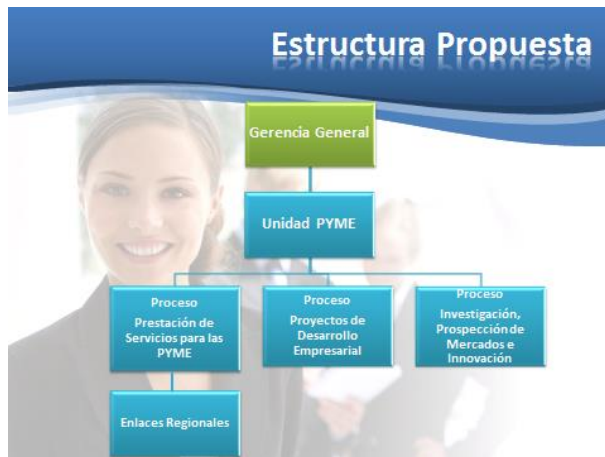 Estructura Propuesta
Gerencia General
Unidad PYME
Proceso
Prestación de
Servicios para las
PYME
Proceso
Proyectos de
Desarrollo
Empresarial
Proceso
Investigación,
Prospección de
Mercados e
Innovación
Enlaces Regionales